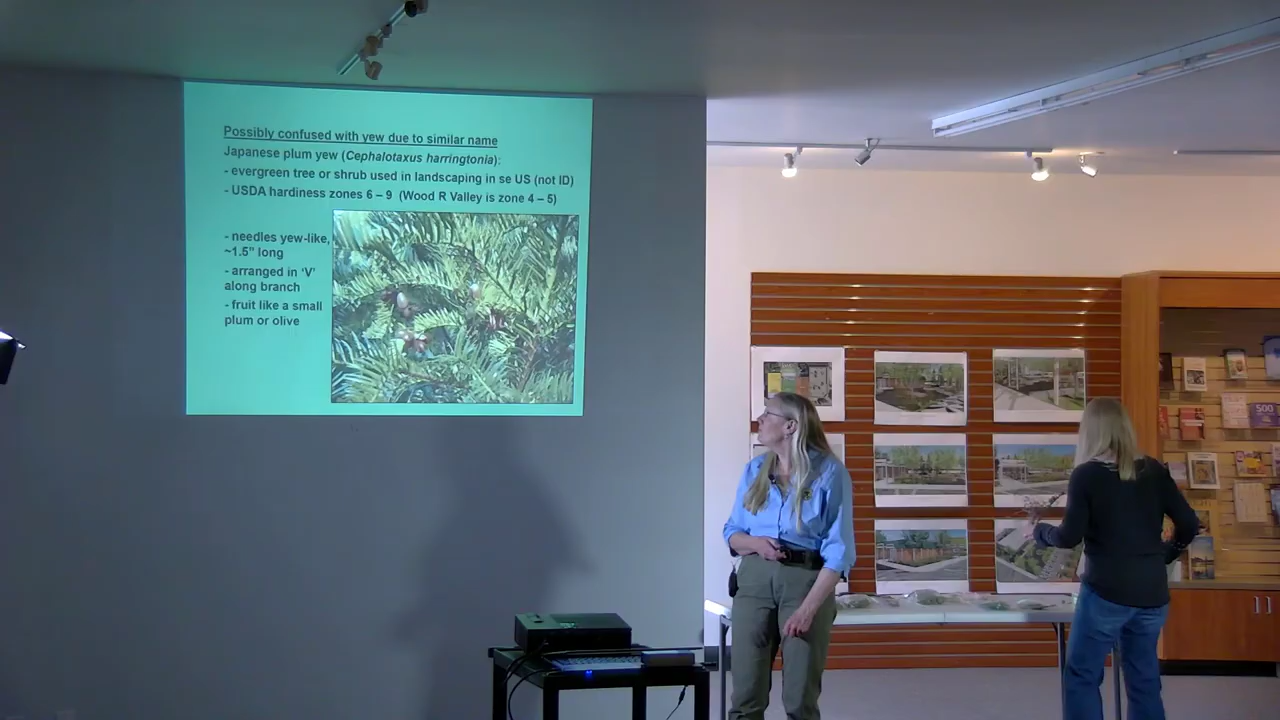 Possibly confused with yew due to similar name
Japanese plum yew (Cephalotaxus harringtonia):
- evergreen tree or shrub used in landscaping in se US (not ID)
- USDA hardiness zones 6 – 9 (Wood R Valley is zone 4 – 5)
- needles yew-like,
~1.5" long
- arranged in ‘V’
along branch
- fruit like a small
plum or olive
500